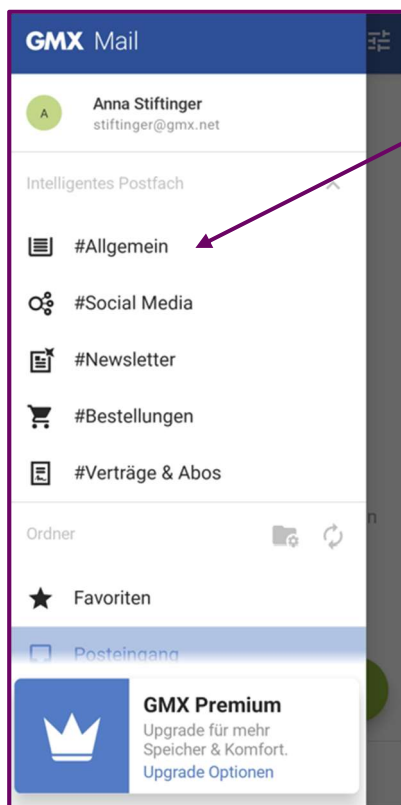 GMX Mail
A
Anna Stiftinger
stiftinger@gmx.net
Intelligentes Postfach
#Allgemein
#Social Media
#Newsletter
#Bestellungen
#Verträge & Abos
n
Ordner
Favoriten
Posteingang
GMX Premium
Upgrade für mehr
Speicher & Komfort.
Upgrade Optionen